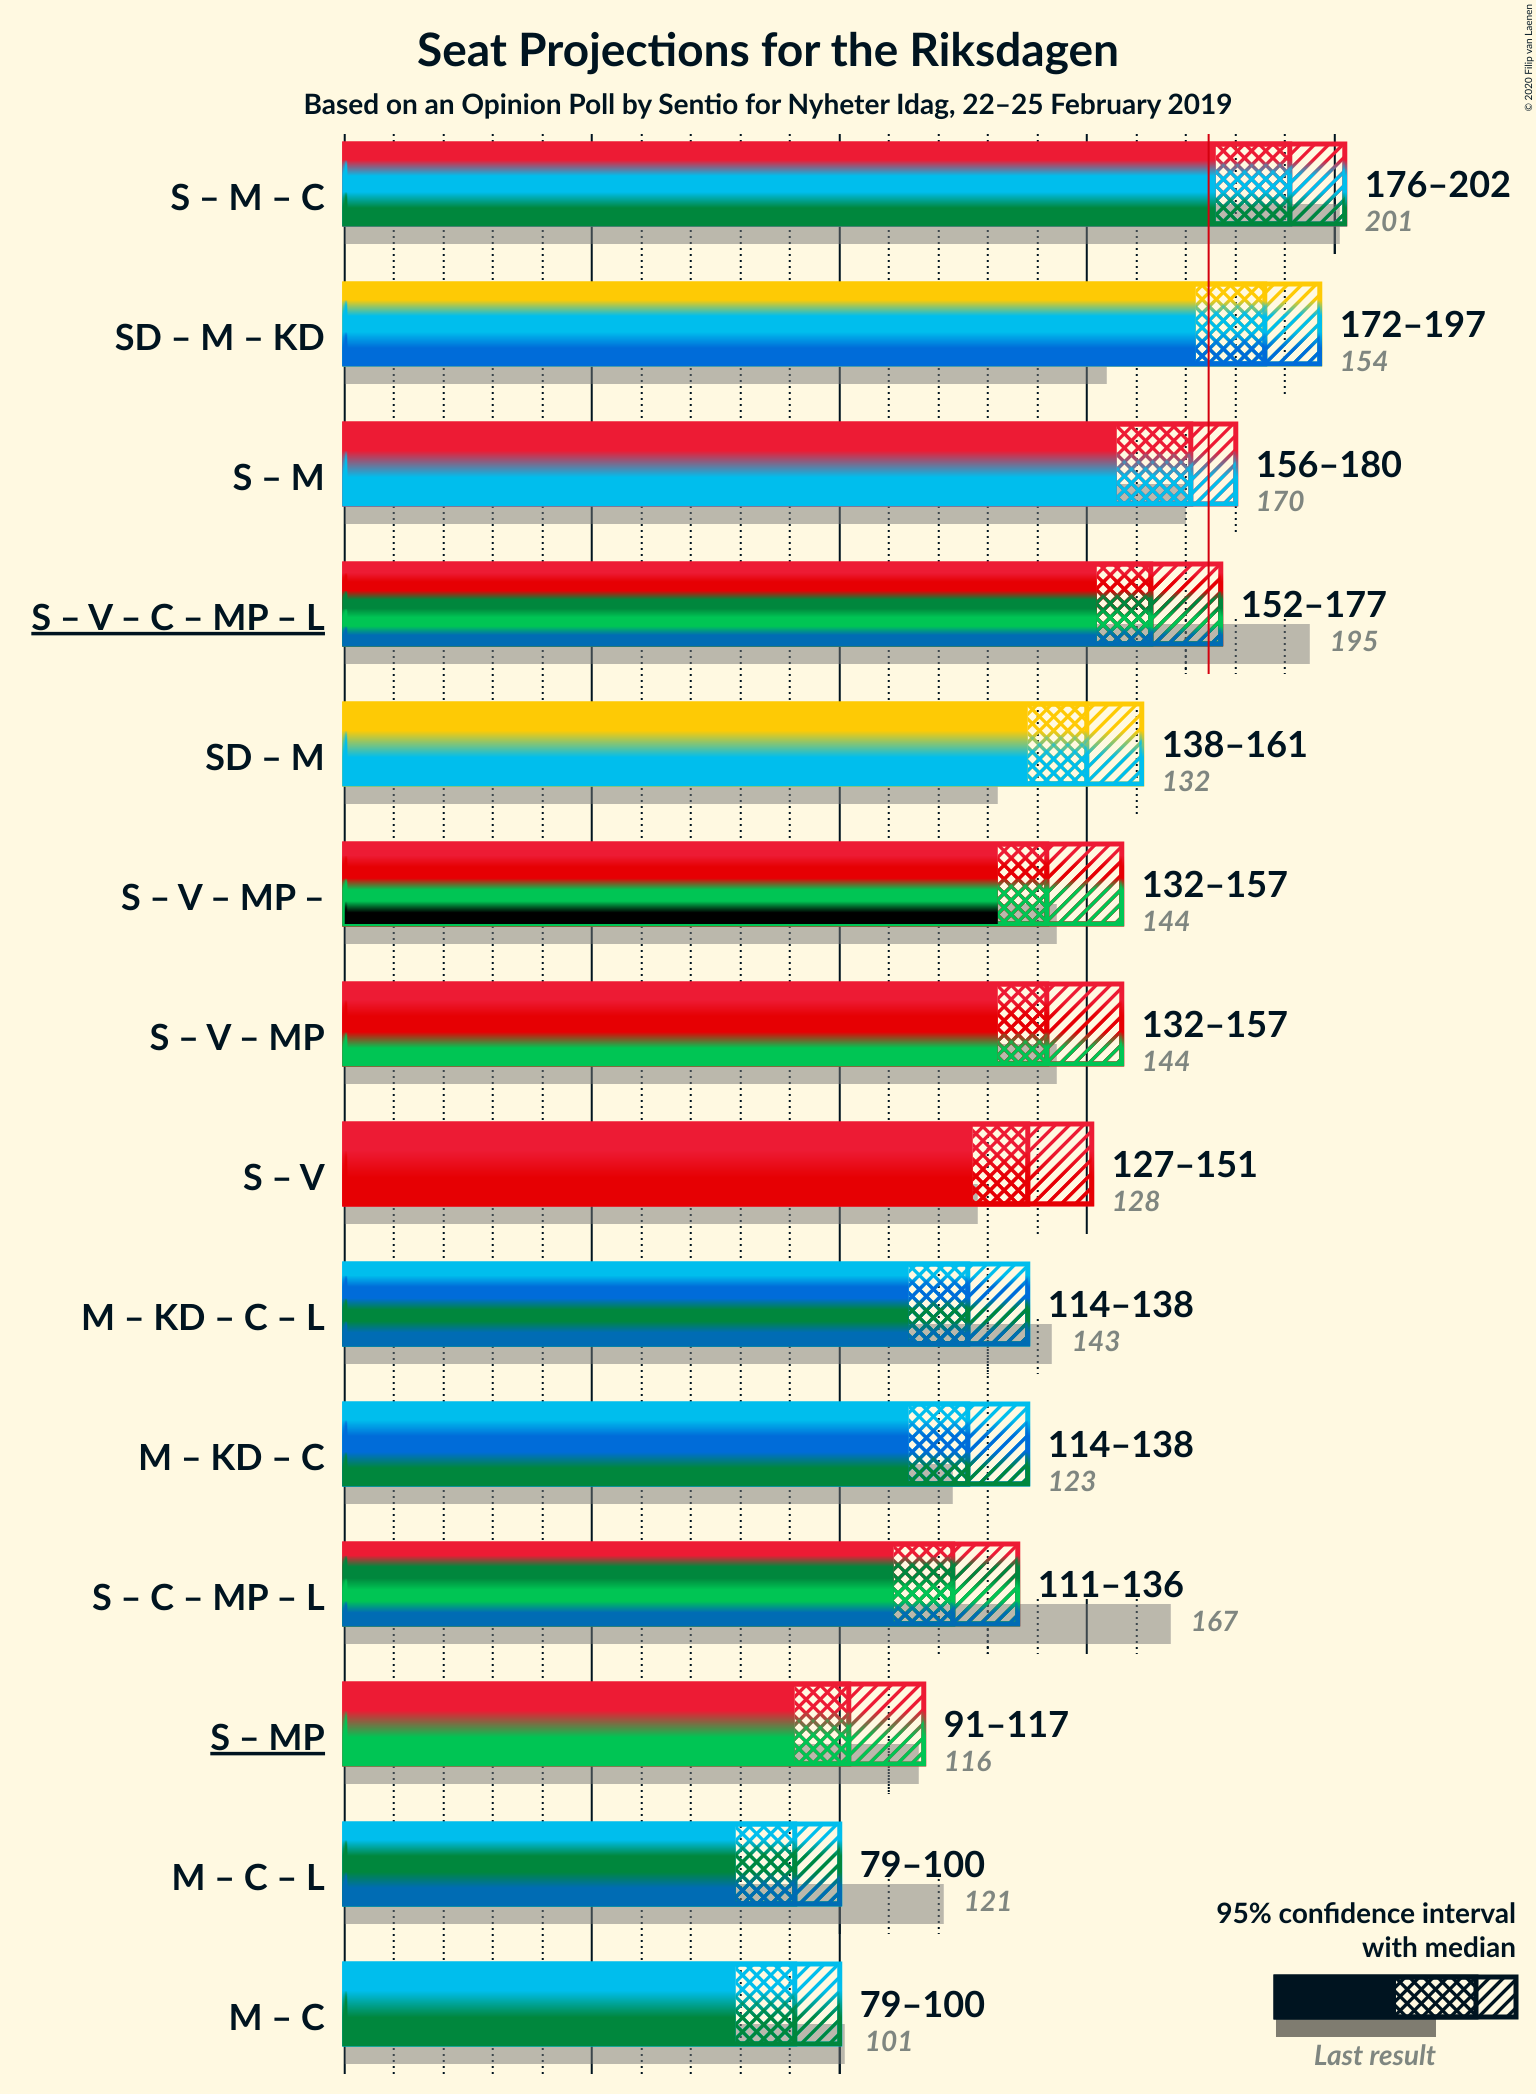 Seat Projections for the Riksdagen
Based on an Opinion Poll by Sentio for Nyheter Idag, 22–25 February 2019
© 2020 Filip van Laenen
S – M – C
176–202
201
SD – M – KD
172–197
154
S – M
156–180
170
S – V – C – MP – L
152–177
195
SD – M
138–161
132
S – V – MP –
132–157
144
S – V – MP
132–157
144
S – V
127–151
128
M – KD – C – L
114–138
143
M – KD – C
114–138
123
S – C – MP – L
111–136
167
S – MP
91–117
116
M – C – L
79–100
121
M – C
79–100
101
95% confidence interval
with median
Last result